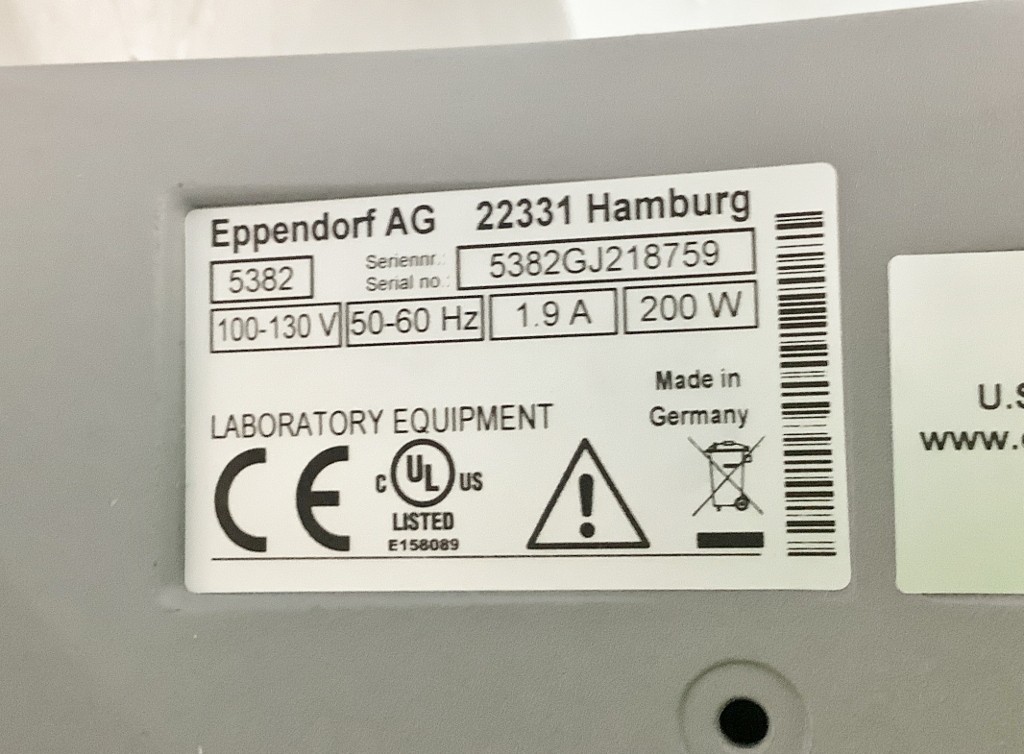 Eppendorf AG 22331 Hamburg
5382 Seriennr.: Serial no.: 5382GJ218759
100-130 V 50-60 Hz 1.9 A 200 W
Made in
Germany
LABORATORY EQUIPMENT
CE C UL US
LISTED
E158089
U.S
www.